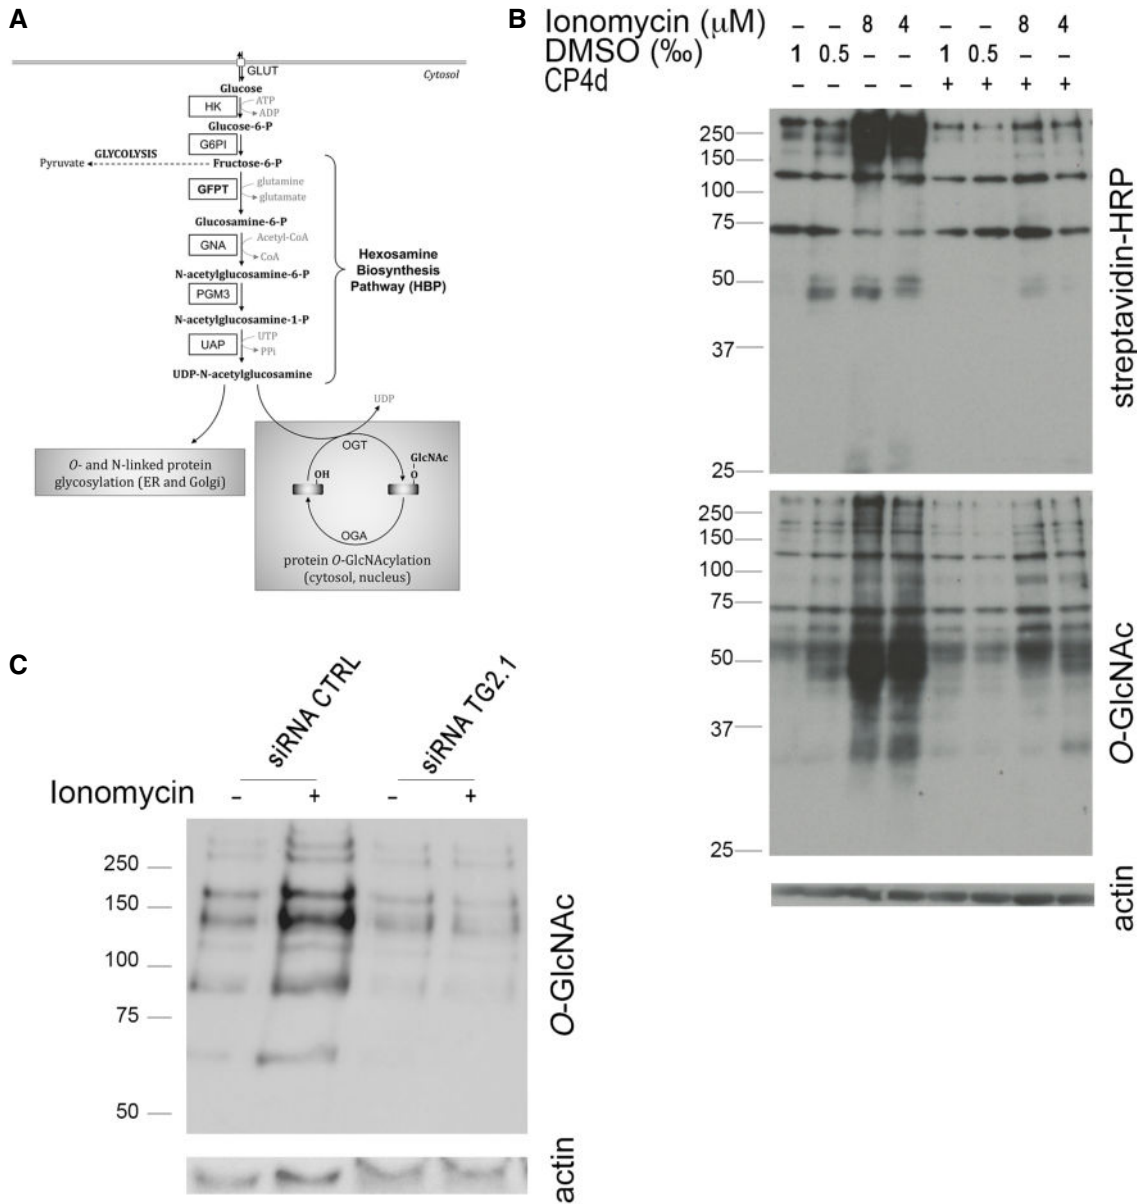 A
GLUT
Cytosol
Glucose
HK
ATP
ADP
Glucose-6-P
G6PI
Pyruvate
GLYCOLYSIS
Fructose-6-P
GFPT
glutamine
glutamate
Glucosamine-6-P
GNA
Acetyl-CoA
CoA
N-acetylglucosamine-6-P
PGM3
N-acetylglucosamine-1-P
UAP
UTP
PPi
UDP-N-acetylglucosamine
Hexosamine
Biosynthesis
Pathway (HBP)
UDP
O- and N-linked protein
glycosylation (ER and Golgi)
OGT
OH
GlcNAc
O
OGA
protein O-GlcNAcylation
(cytosol, nucleus)
B
Ionomycin (μM) – – 8 4 – – 8 4
DMSO (‰) 1 0.5 – – 1 0.5 – –
CP4d – – – – + + + +
250
150
100
75
50
37
25
streptavidin-HRP
250
150
100
75
50
37
25
O-GlcNAc
actin
C
siRNA CTRL
siRNA TG2.1
Ionomycin – + – +
250
150
100
75
50
O-GlcNAc
actin